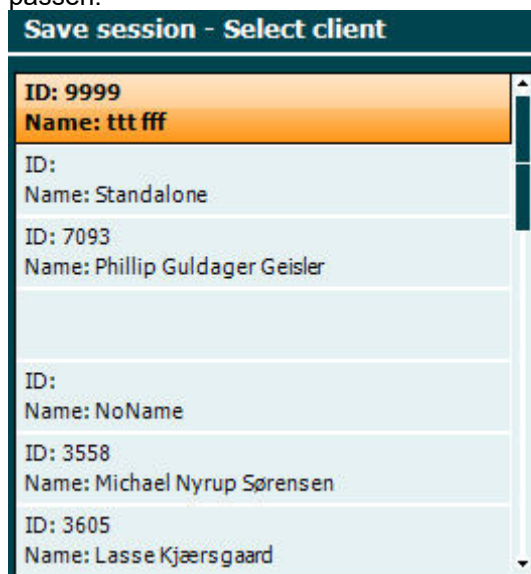 passen.
Save session - Select client
ID: 9999
Name: ttt fff
ID:
Name: Standalone
ID: 7093
Name: Phillip Guldager Geisler
ID:
Name: NoName
ID: 3558
Name: Michael Nyrup Sørensen
ID: 3605
Name: Lasse Kjærsgaard